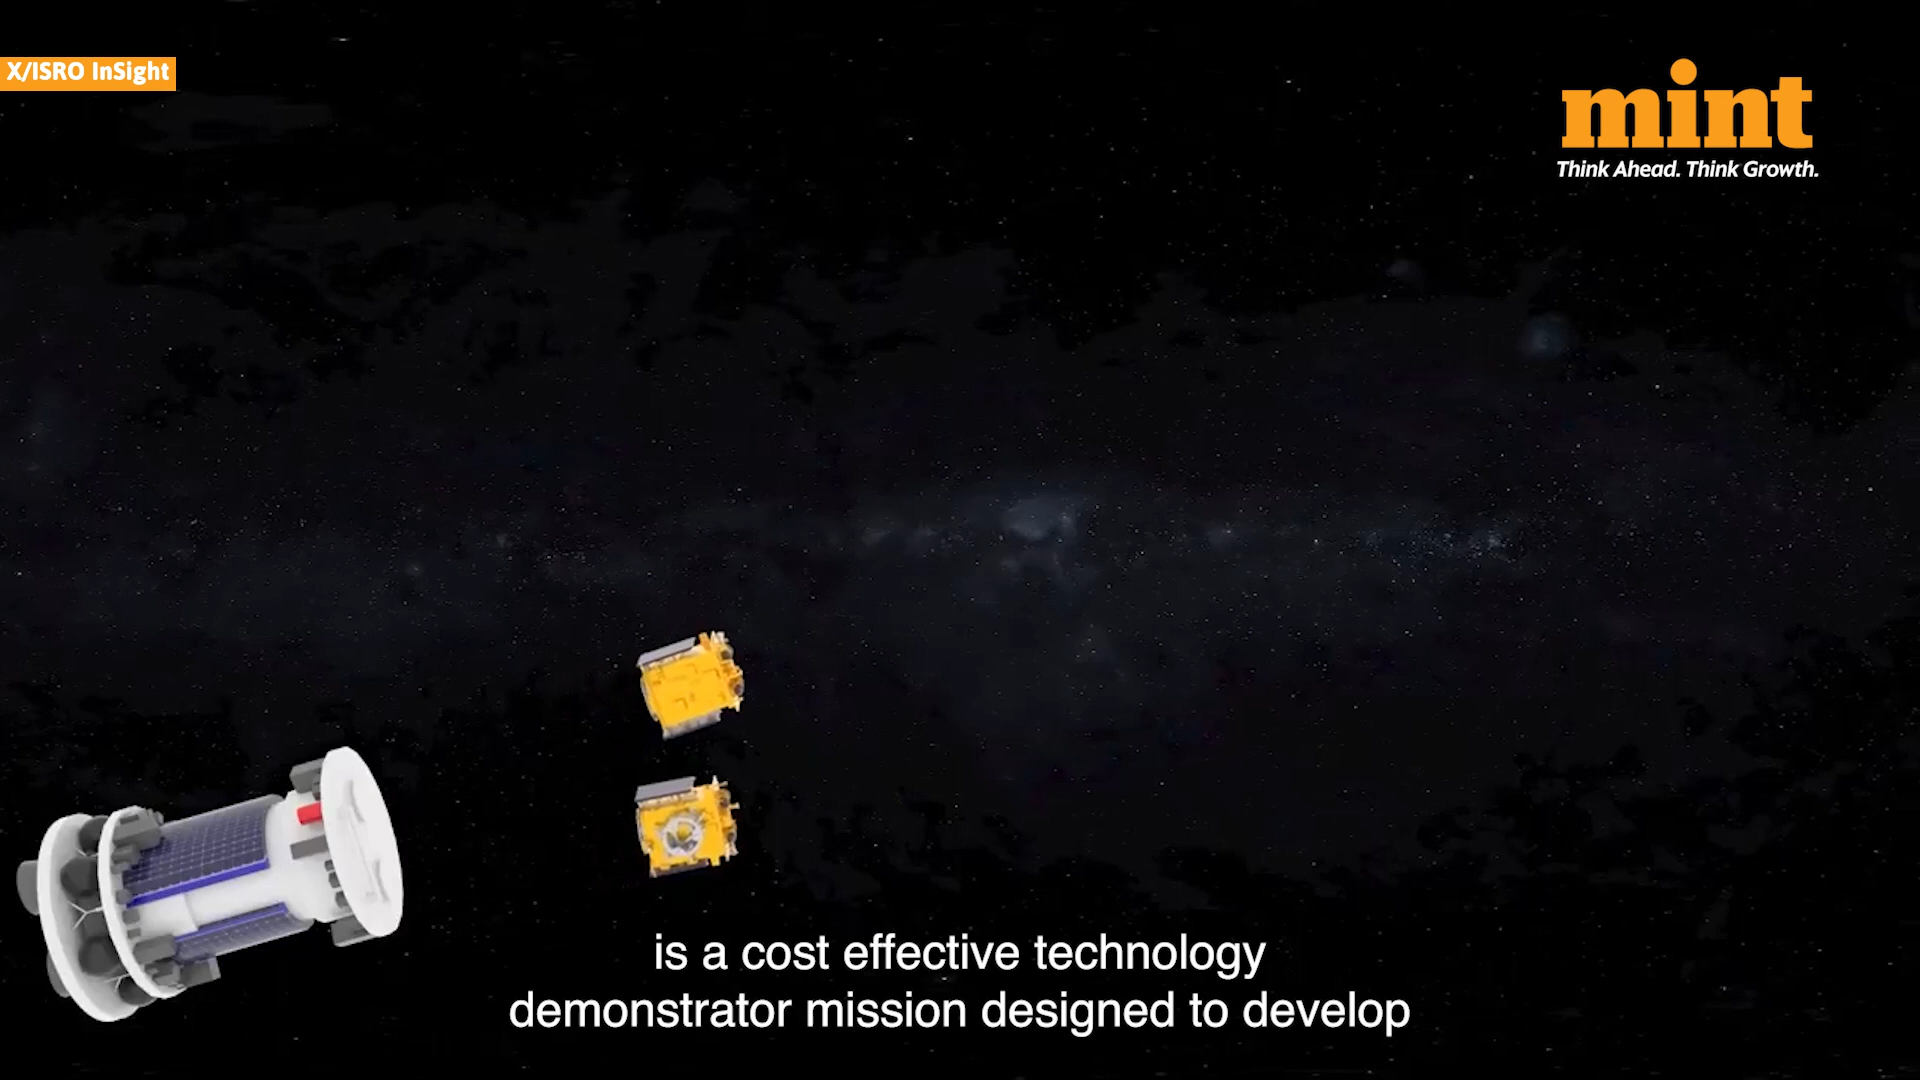 X/ISRO InSight
mint
Think Ahead. Think Growth.
is a cost effective technology
demonstrator mission designed to develop